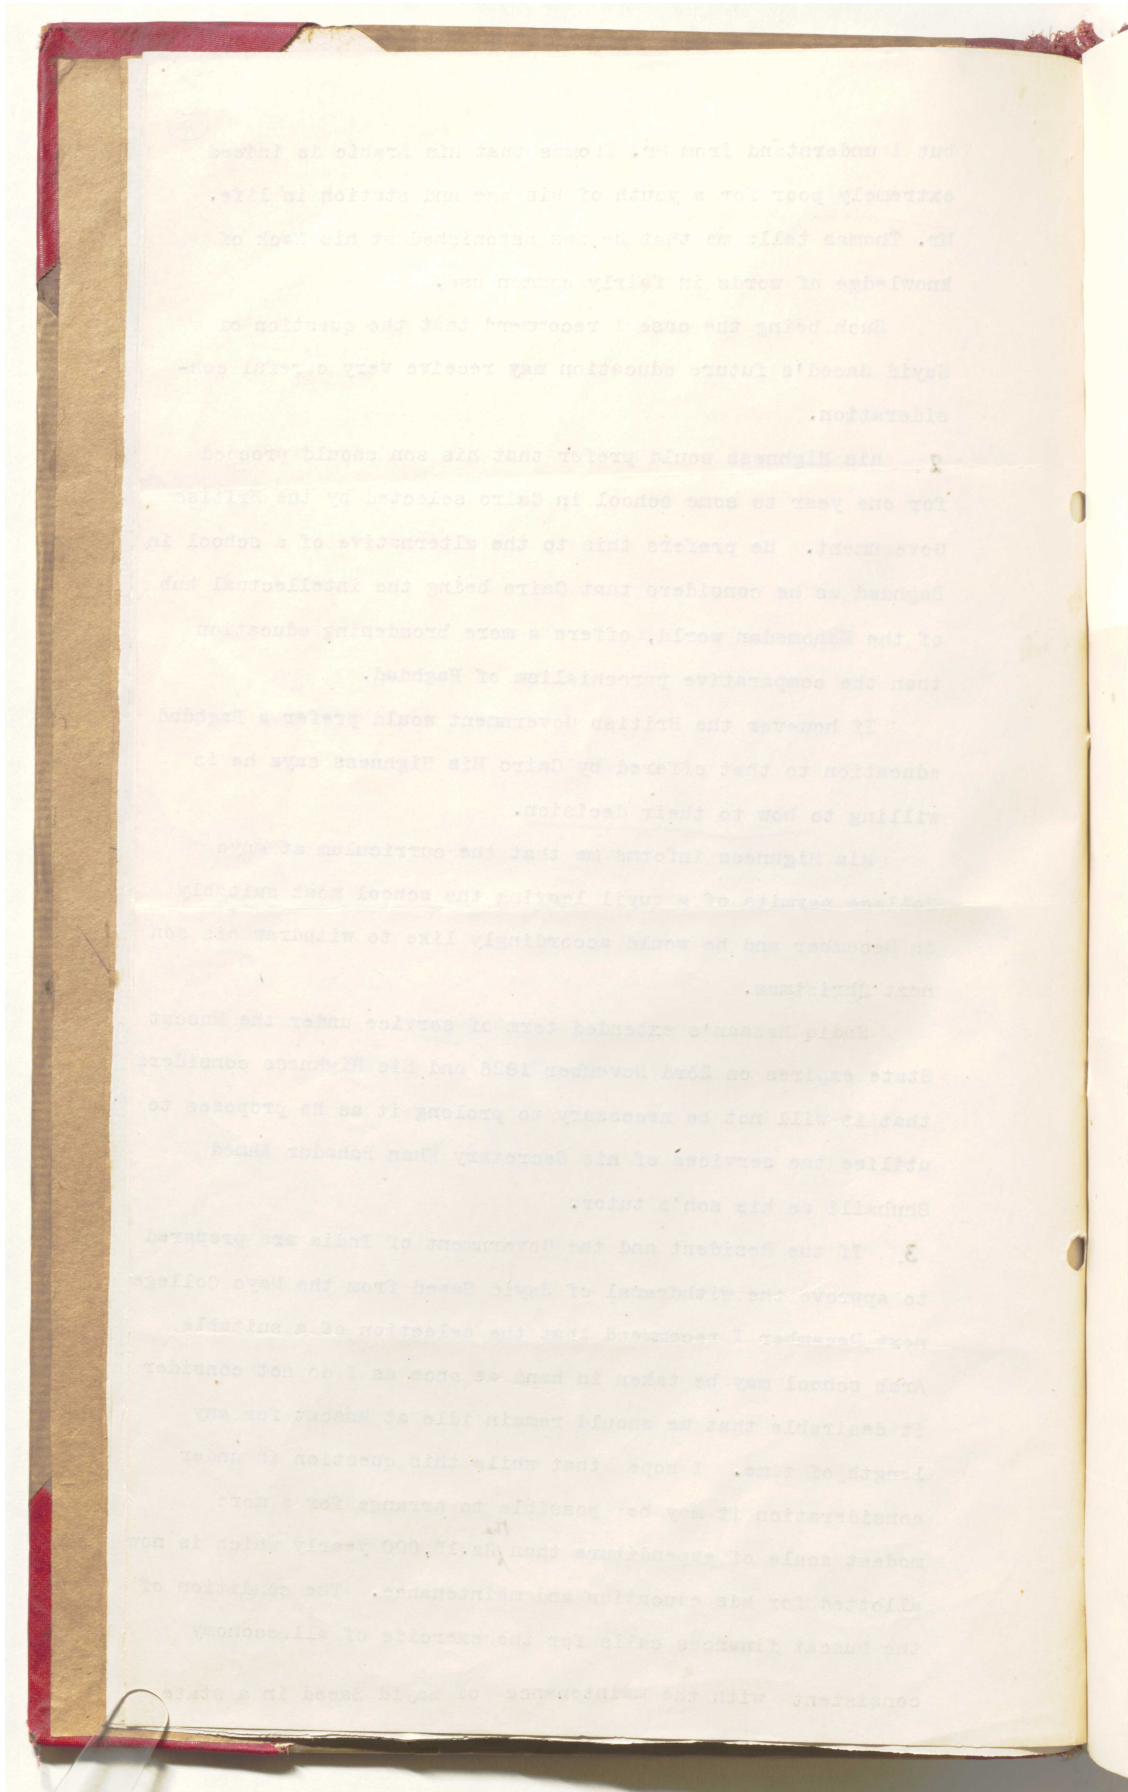 but I understand from Mr. Thomas that his Arabic is indeed
extremely poor for a youth of his age and station in life.
Mr. Thomas tells me that he was astonished at his lack of
knowledge of words in fairly common use.
Such being the case I recommend that the question of
Sayid Saeed's future education may receive very careful con-
sideration.
2. His Highness would prefer that his son should proceed
for one year to some school in Cairo selected by the British
Government. He prefers this to the alternative of a school in
Baghdad as he considers that Cairo being the intellectual hub
of the Mahomedan world, offers a more broadening education
than the comparative parochialism of Baghdad.
If however the British Government would prefer a Baghdad
education to that offered by Cairo His Highness says he is
willing to bow to their decision.
His Highness informs me that the curriculum at Mayo
College permits of a pupil leaving the school most suitably
in December and he would accordingly like to withdraw his son
next Christmas.
Hassan's extended term of service under the Muscat
State expires on 23rd November 1926 and His Highness considers
that it will not be necessary to prolong it as he proposes to
utilise the services of his Secretary Khan Bahadur Ahmed
as his son's tutor.
3. If the Resident and the Government of India are prepared
to approve the withdrawal of Sayid Saeed from the Mayo College
next December I recommend that the selection of a suitable
Arab school may be taken in hand at once as I do not consider
it desirable that he should remain idle at Muscat for any
length of time. I hope that while this question is under
consideration it may be possible to arrange for a more
modest scale of expenditure than Rs 000 yearly which is now
allotted for his education and maintenance. The condition of
the Muscat finances calls for the exercise of all economy
consistent with the maintenance of Sayid Saeed in a state